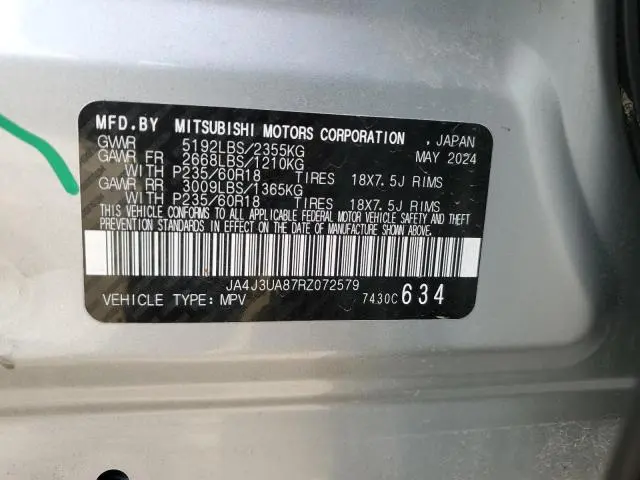 MFD.BY MITSUBISHI MOTORS CORPORATION , JAPAN
GVWR 5192LBS/2355KG MAY 2024
GAWR FR 2668LBS/1210KG
WITH P235/60R18 TIRES 18X7.5J RIMS
GAWR RR 3009LBS/1365KG
WITH P235/60R18 TIRES 18X7.5J RIMS
THIS VEHICLE CONFORMS TO ALL APPLICABLE FEDERAL MOTOR VEHICLE SAFETY AND THEFT
PREVENTION STANDARDS IN EFFECT ON THE DATE OF MANUFACTURE SHOWN ABOVE.
JA4J3UA87RZ072579
VEHICLE TYPE: MPV 7430C 634